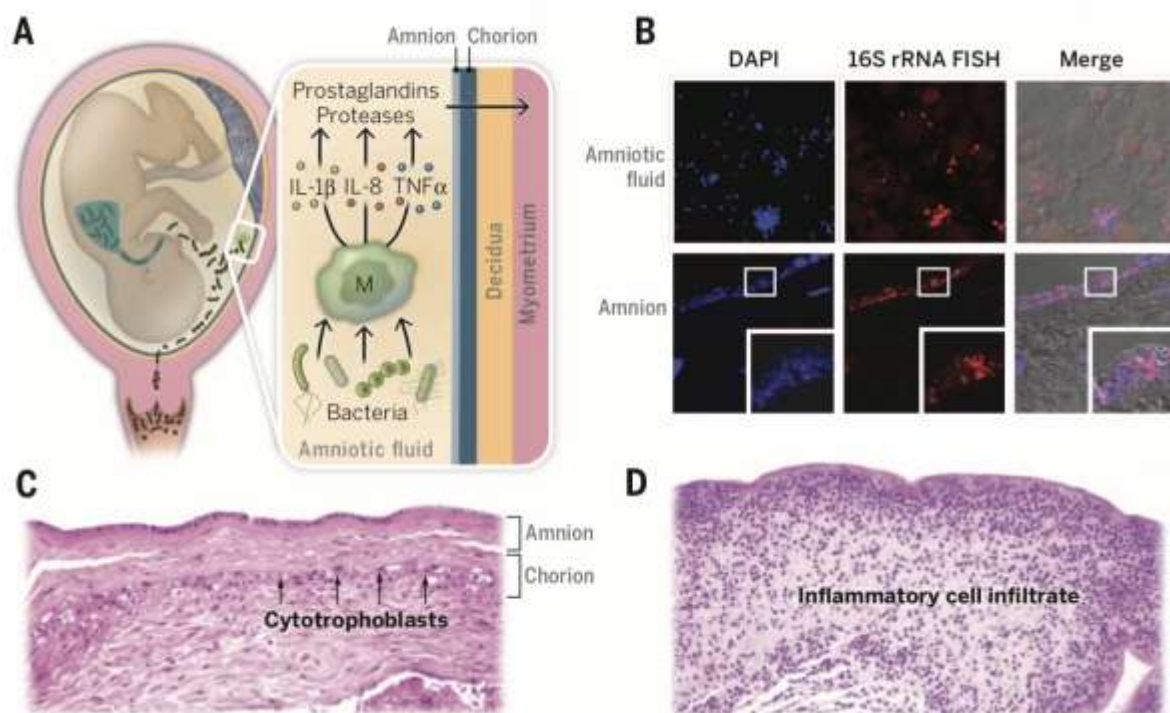 A
Amnion Chorion
Prostaglandins
Proteases
IL-1β IL-8 TNFα
M
Bacteria
Amniotic fluid
Decidua
Myometrium
B
DAPI 16S rRNA FISH Merge
Amniotic
fluid
Amnion
C
Amnion
Chorion
Cytotrophoblasts
D
Inflammatory cell infiltrate